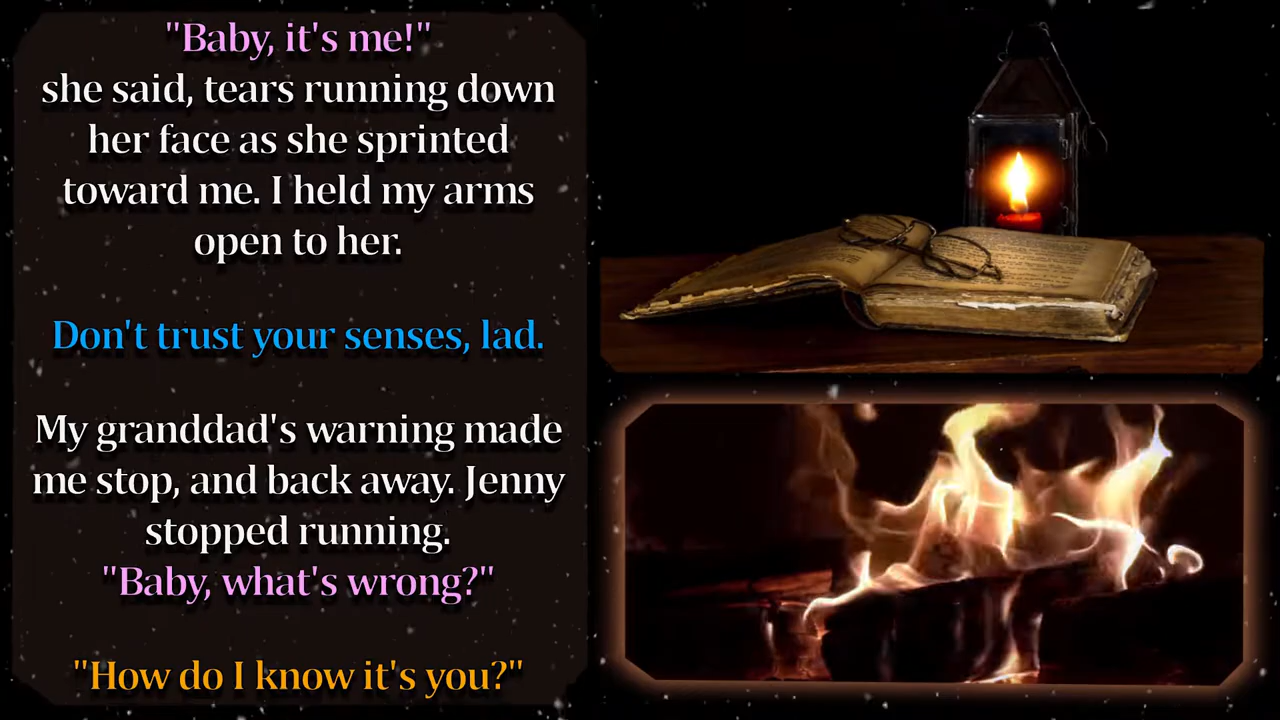 "Baby, it's me!"
she said, tears running down
her face as she sprinted
toward me. I held my arms
open to her.
Don't trust your senses, lad.
My granddad's warning made
me stop, and back away. Jenny
stopped running.
"Baby, what's wrong?"
"How do I know it's you?"